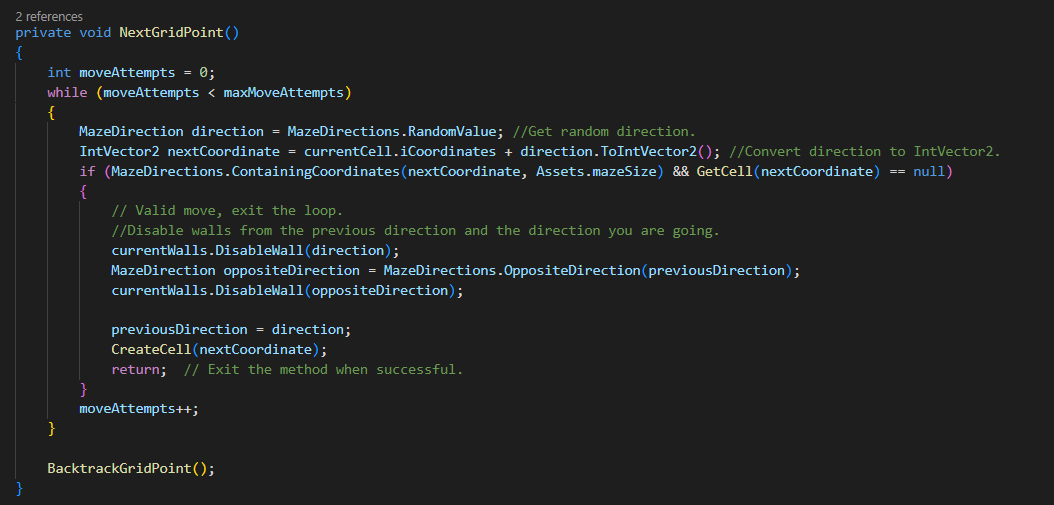 2 references
private void NextGridPoint()
{
int moveAttempts = 0;
while (moveAttempts < maxMoveAttempts)
{
MazeDirection direction = MazeDirections.RandomValue; //Get random direction.
IntVector2 nextCoordinate = currentCell.iCoordinates + direction.ToIntVector2(); //Convert direction to IntVector2.
if (MazeDirections.ContainingCoordinates(nextCoordinate, Assets.mazeSize) && GetCell(nextCoordinate) == null)
{
// Valid move, exit the loop.
//Disable walls from the previous direction and the direction you are going.
currentWalls.DisableWall(direction);
MazeDirection oppositeDirection = MazeDirections.OppositeDirection(previousDirection);
currentWalls.DisableWall(oppositeDirection);
previousDirection = direction;
CreateCell(nextCoordinate);
return;  // Exit the method when successful.
}
moveAttempts++;
}
BacktrackGridPoint();
}